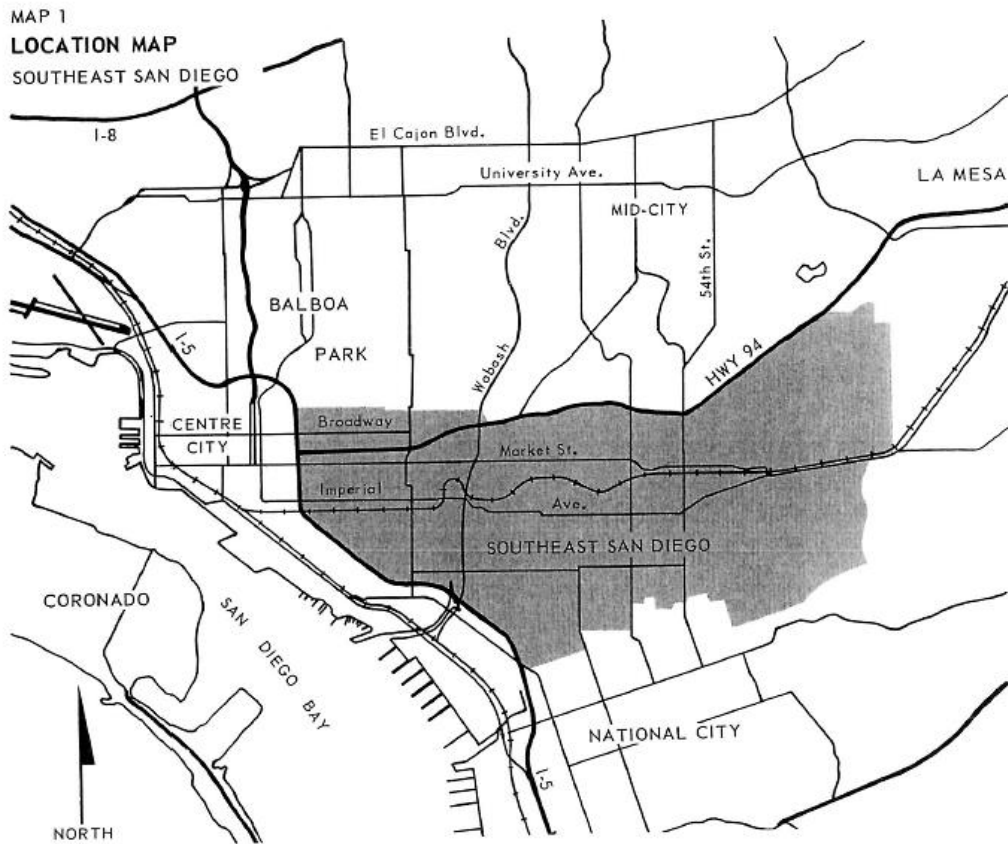 MAP 1
LOCATION MAP
SOUTHEAST SAN DIEGO
I-8
El Cajon Blvd.
University Ave.
LA MESA
MID-CITY
Blvd.
54th St.
BALBOA
PARK
I-5
Wabash
HWY 94
CENTRE
CITY
Broadway
Market St.
Imperial
Ave.
SOUTHEAST SAN DIEGO
CORONADO
SAN DIEGO BAY
NATIONAL CITY
I-5
NORTH